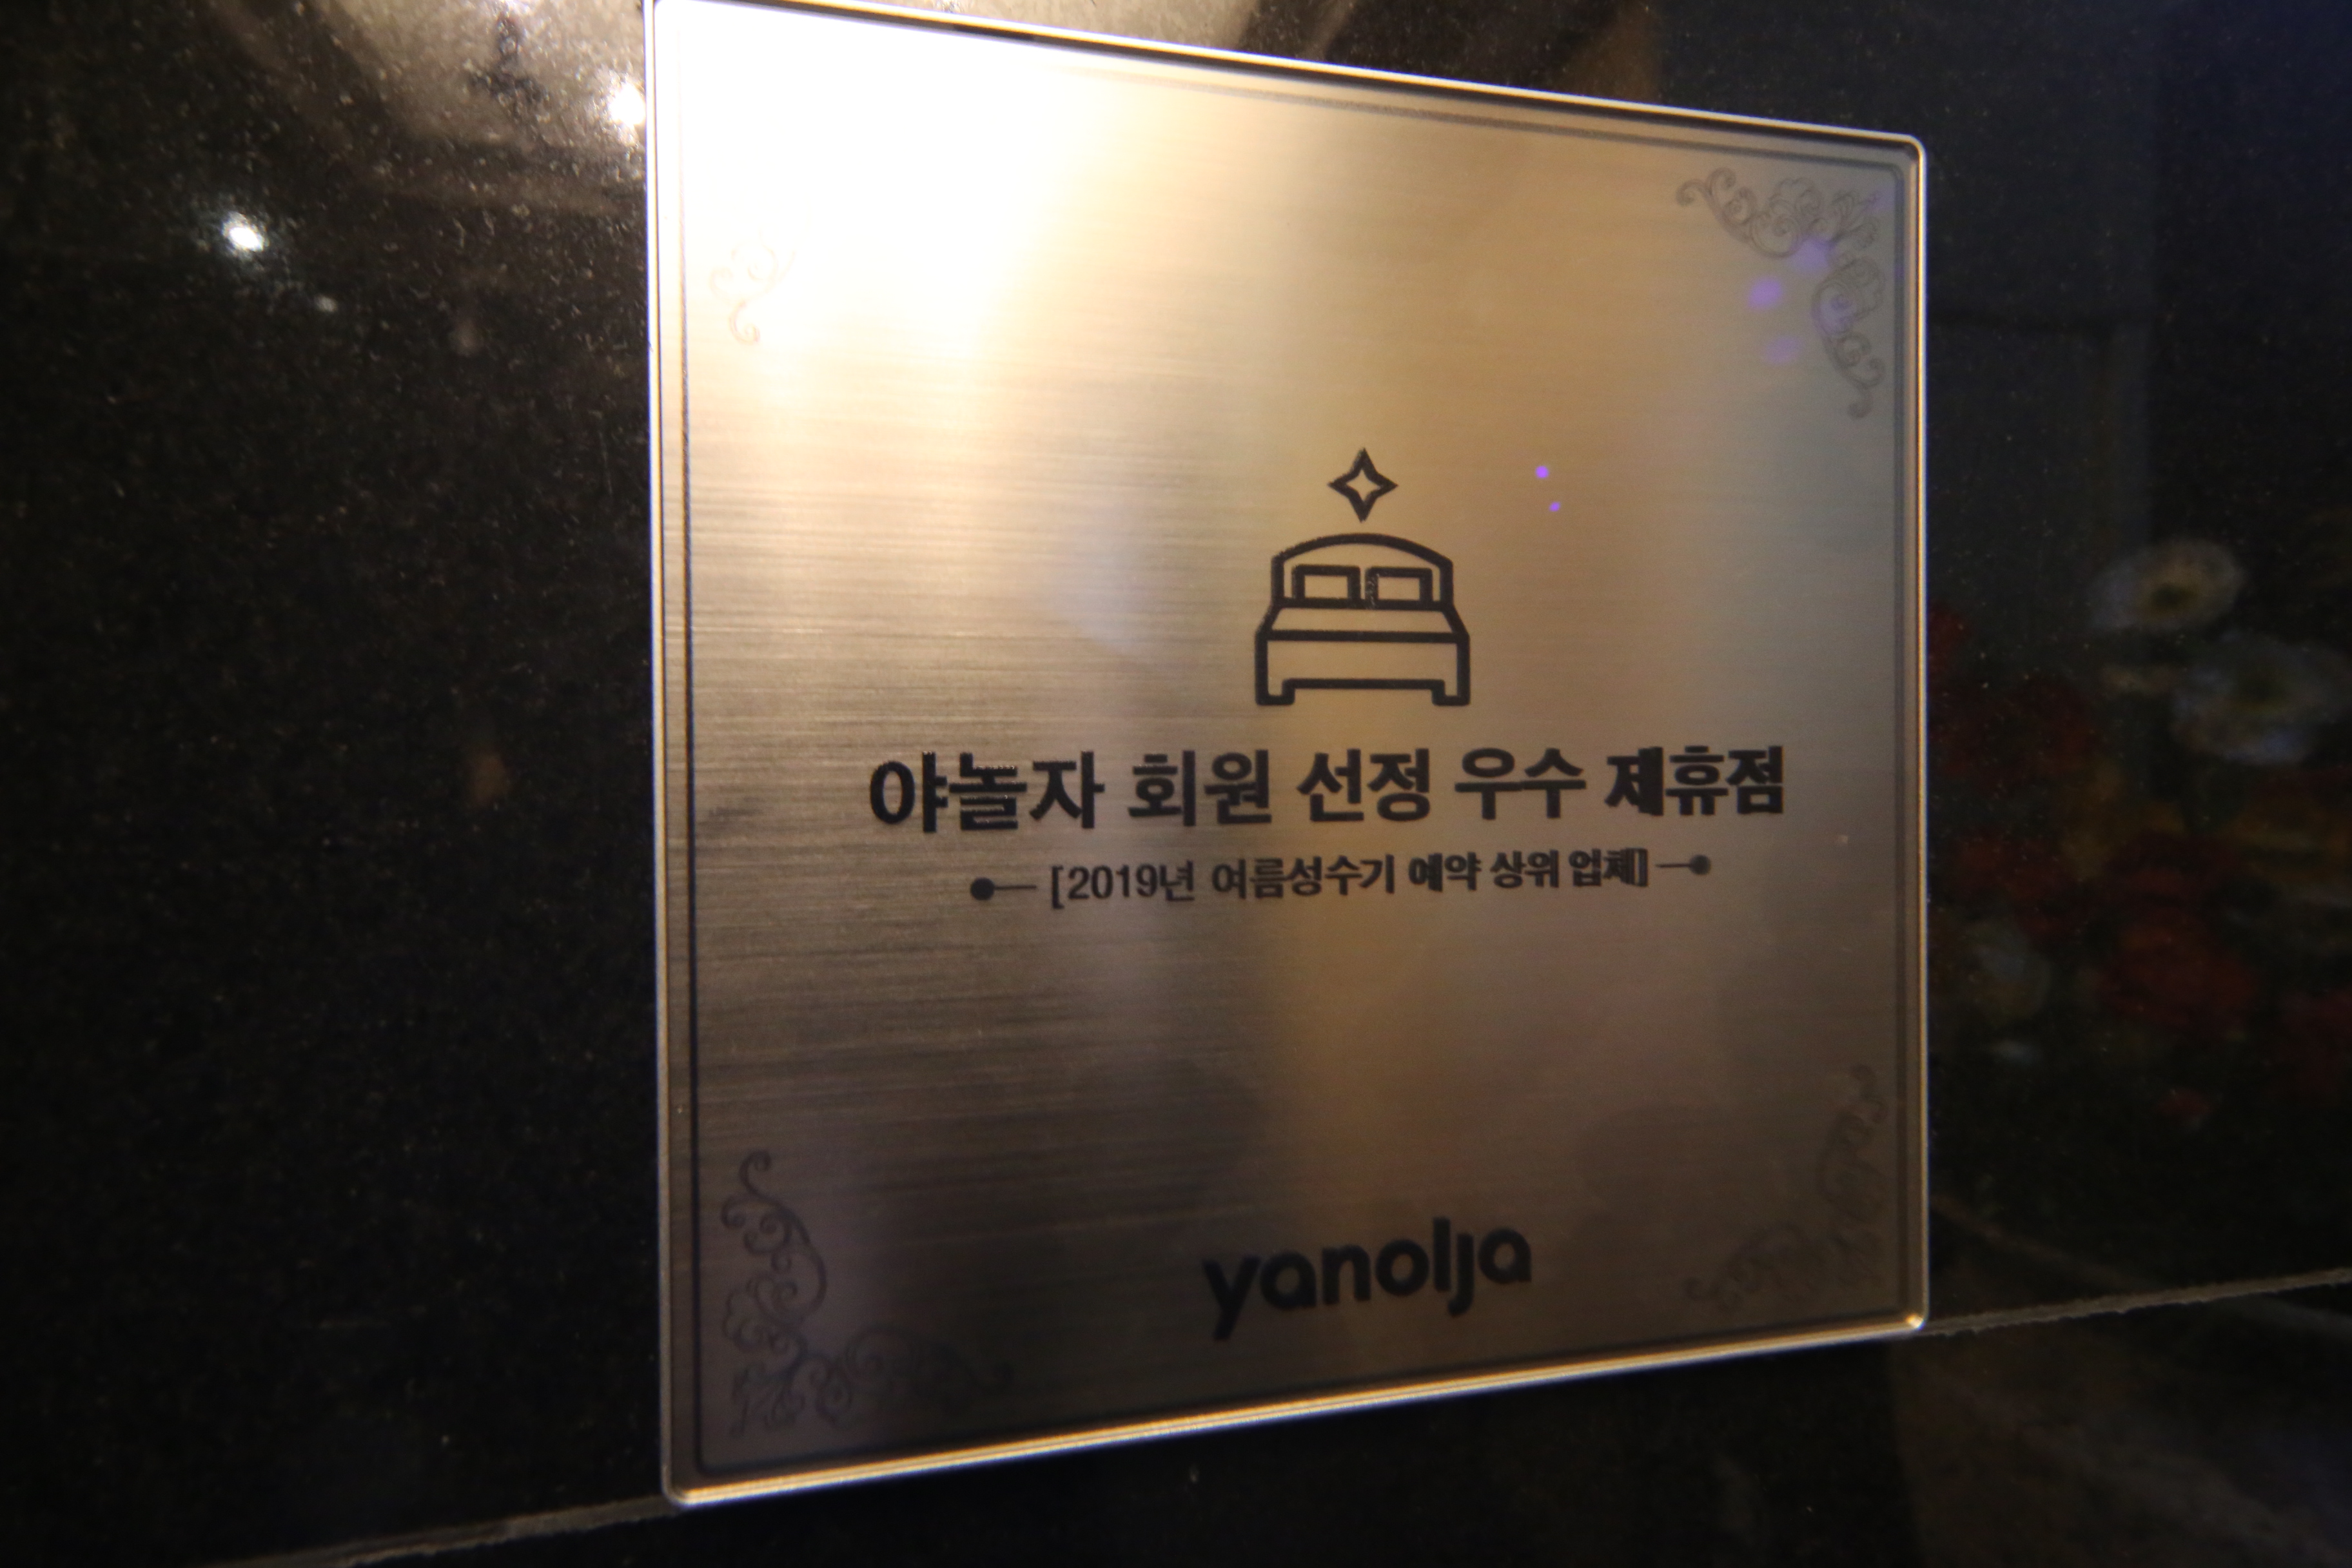 야놀자 회원 선정 우수 제휴점
[2019년 여름성수기 예약 상위 업체]
yanolja